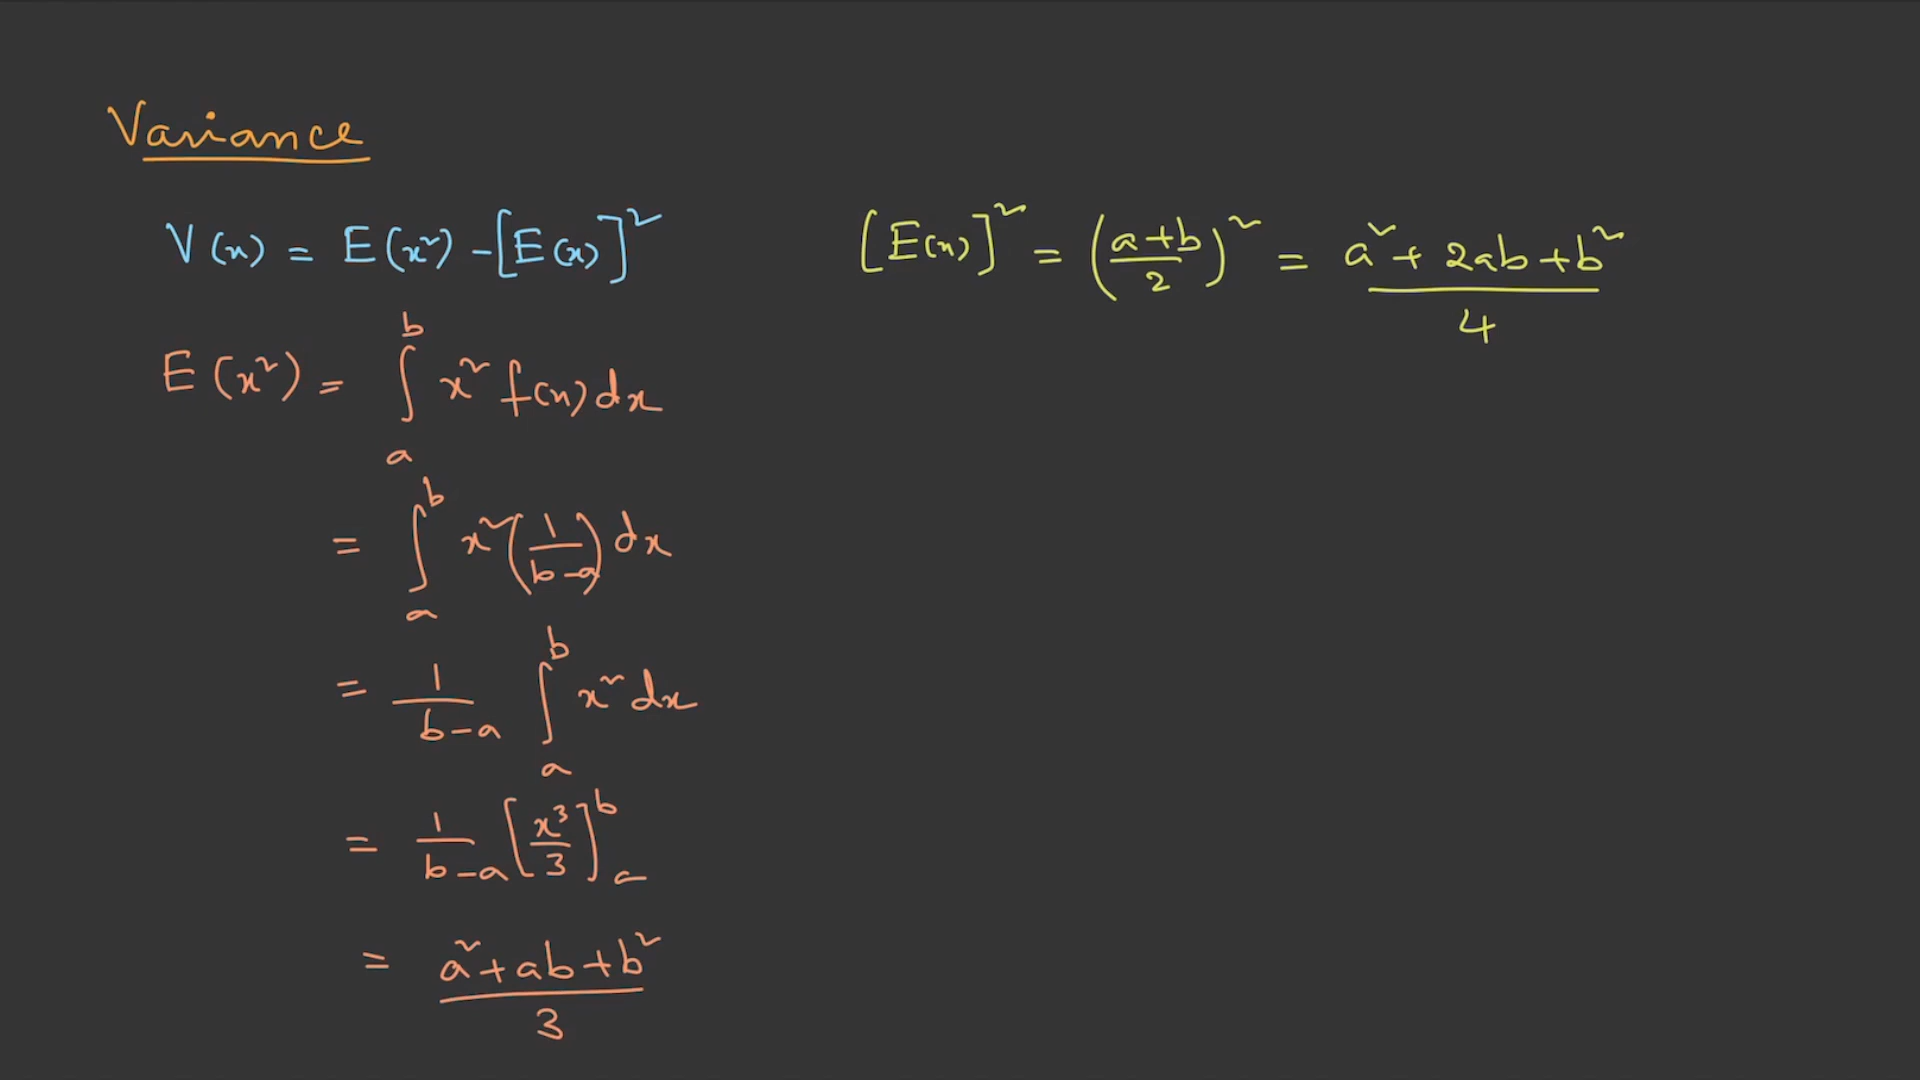 Variance
V(x) = E(x²) - [E(x)]²
E(x²) = ∫ₐᵇ x² f(x) dx
= ∫ₐᵇ x² (1/(b-a)) dx
= 1/(b-a) ∫ₐᵇ x² dx
= 1/(b-a) [x³/3]ₐᵇ
= (a² + ab + b²)/3
[E(x)]² = ((a+b)/2)² = (a² + 2ab + b²)/4